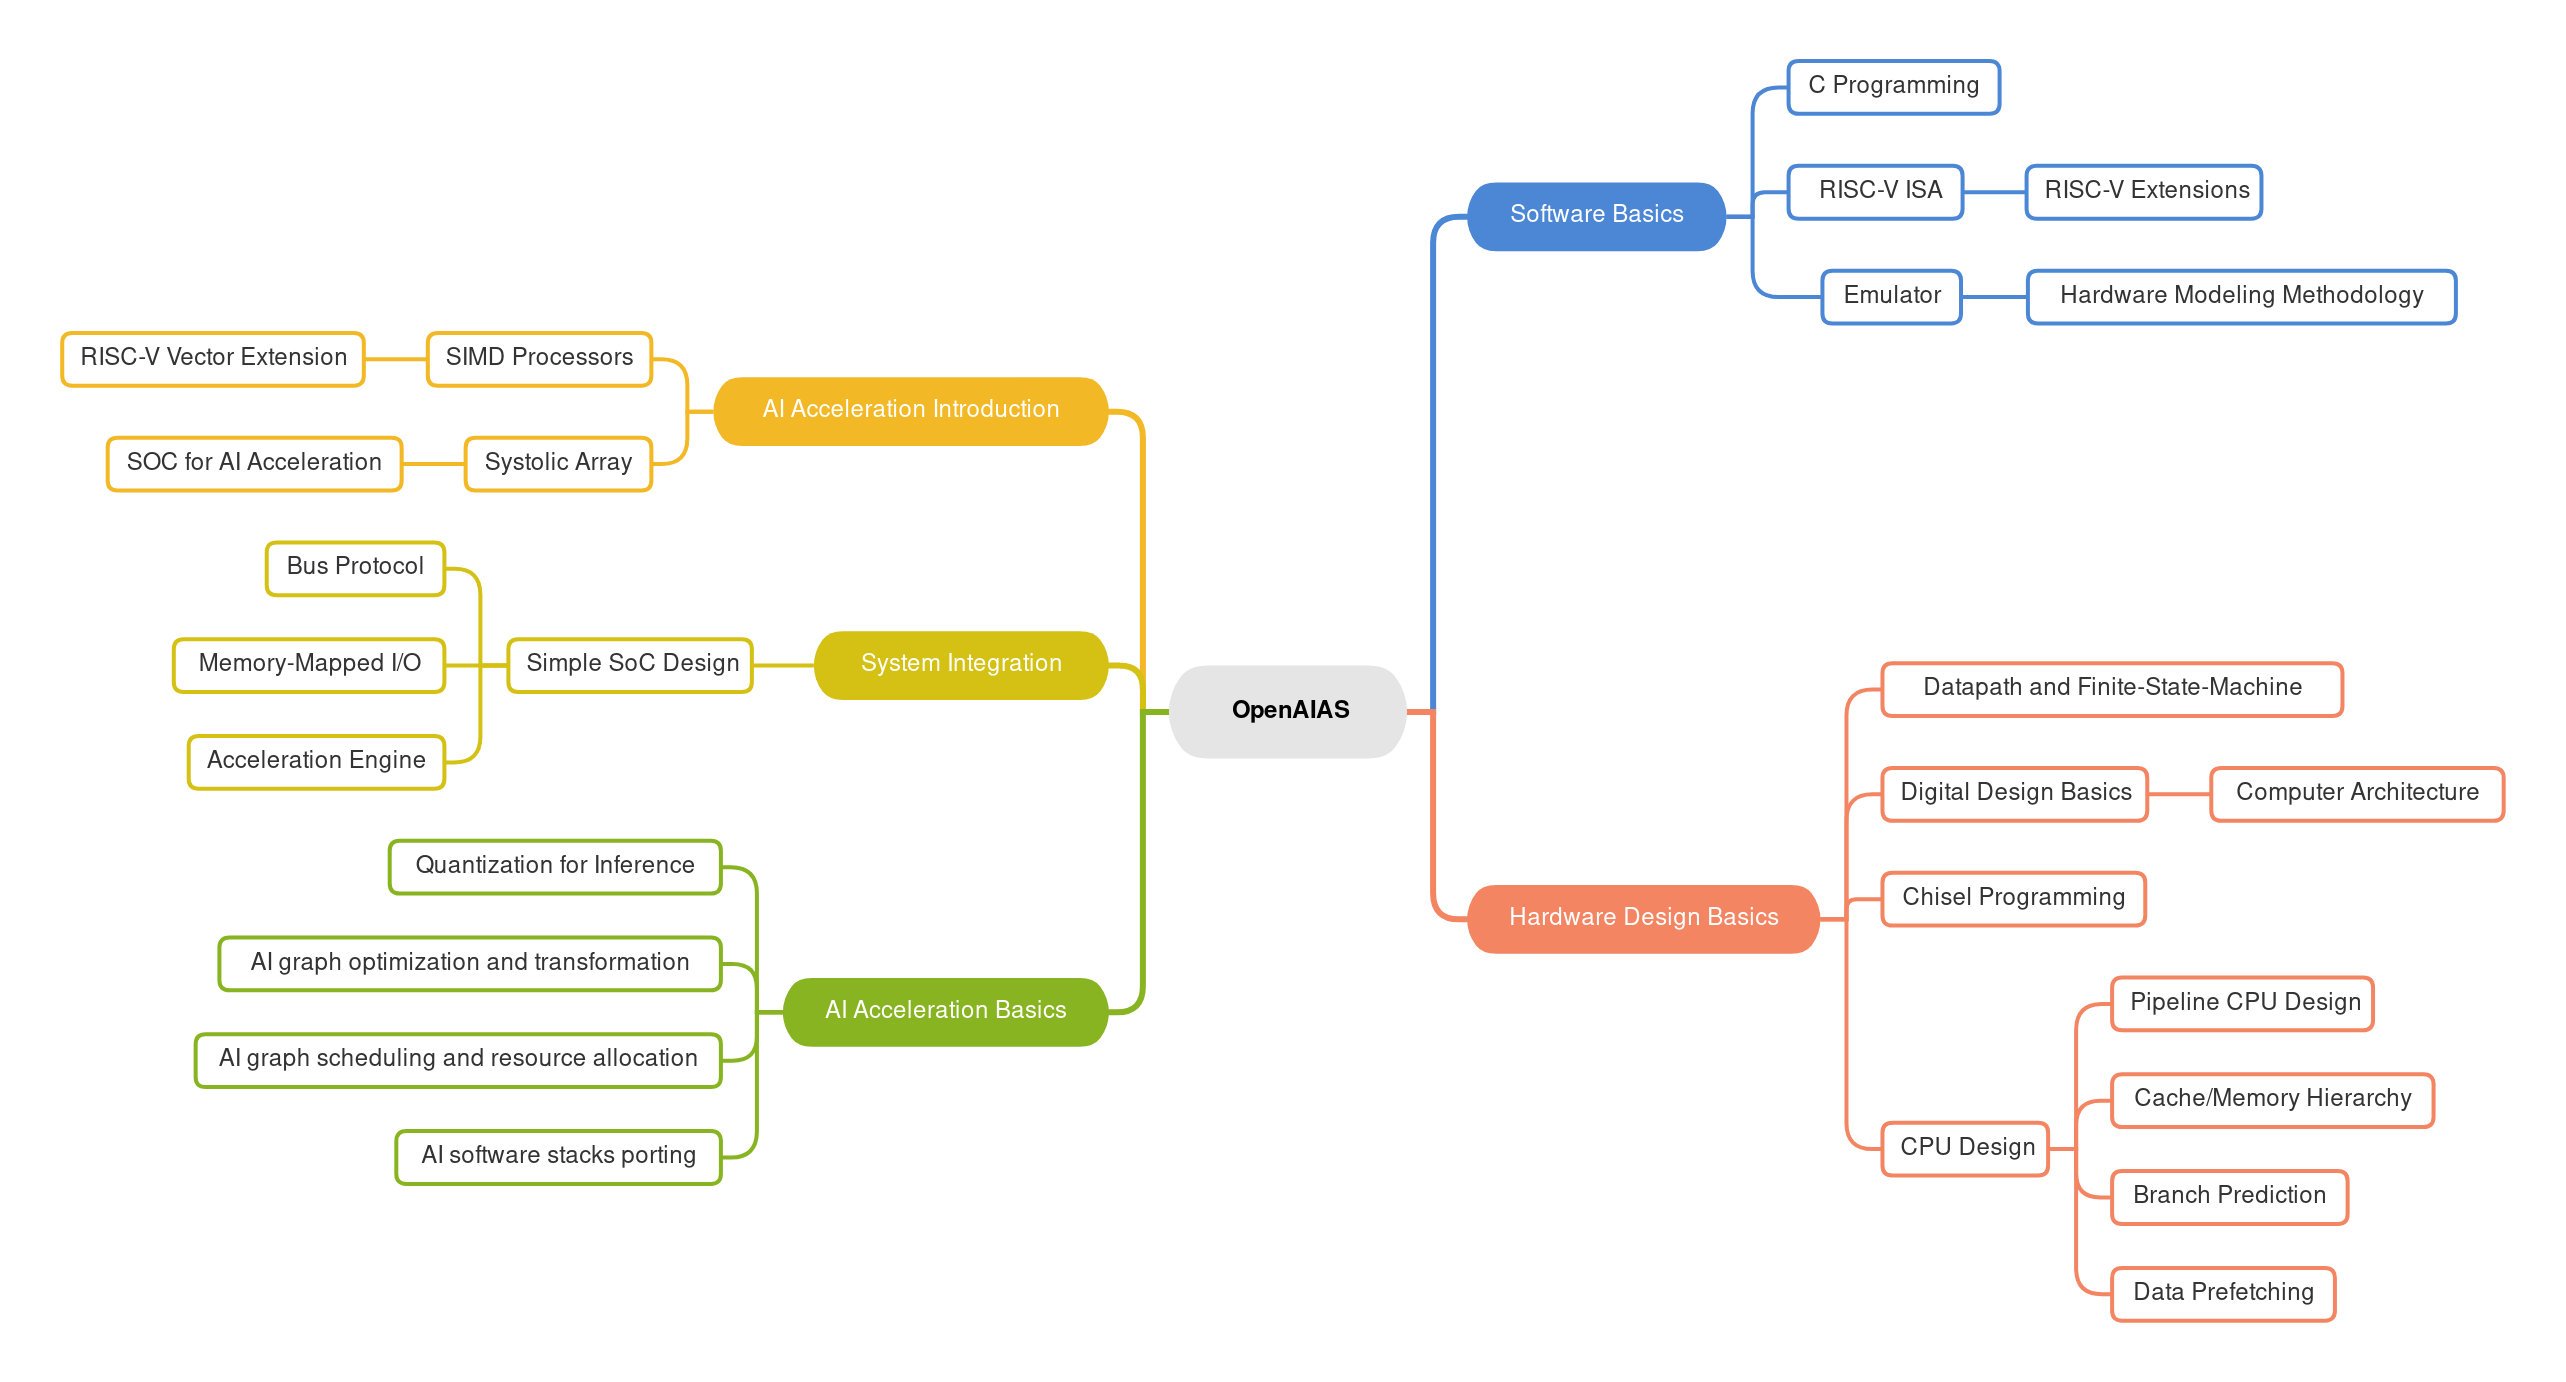 OpenAIAS
Software Basics
C Programming
RISC-V ISA
RISC-V Extensions
Emulator
Hardware Modeling Methodology
Hardware Design Basics
Datapath and Finite-State-Machine
Digital Design Basics
Computer Architecture
Chisel Programming
CPU Design
Pipeline CPU Design
Cache/Memory Hierarchy
Branch Prediction
Data Prefetching
AI Acceleration Introduction
SIMD Processors
RISC-V Vector Extension
Systolic Array
SOC for AI Acceleration
System Integration
Simple SoC Design
Bus Protocol
Memory-Mapped I/O
Acceleration Engine
AI Acceleration Basics
Quantization for Inference
AI graph optimization and transformation
AI graph scheduling and resource allocation
AI software stacks porting